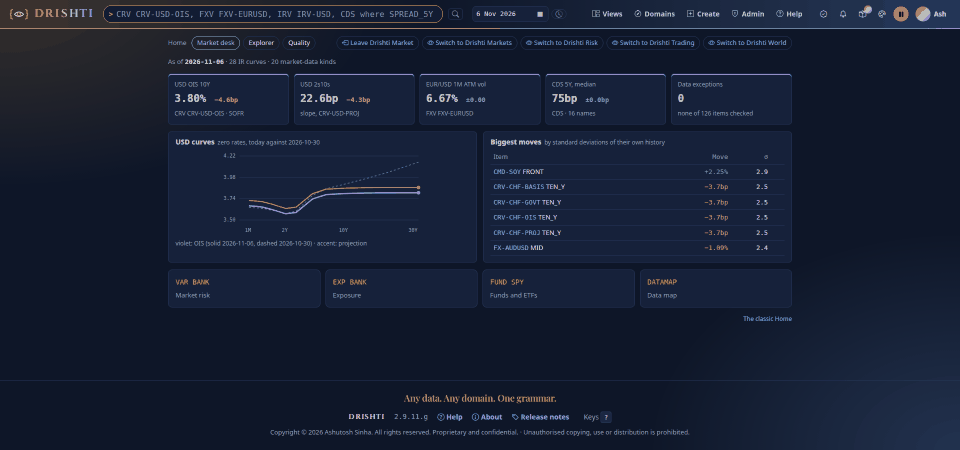 DRISHTI
> CRV CRV-USD-OIS, FXV FXV-EURUSD, IRV IRV-USD, CDS where SPREAD_5Y
6 Nov 2026
Views
Domains
Create
Admin
Help
Ash
Home
Market desk
Explorer
Quality
Leave Drishti Market
Switch to Drishti Markets
Switch to Drishti Risk
Switch to Drishti Trading
Switch to Drishti World
As of 2026-11-06 · 28 IR curves · 20 market-data kinds
USD OIS 10Y
3.80% −4.6bp
CRV CRV-USD-OIS · SOFR
USD 2s10s
22.6bp −4.3bp
slope, CRV-USD-PROJ
EUR/USD 1M ATM vol
6.67% ±0.00
FXV FXV-EURUSD
CDS 5Y, median
75bp ±0.0bp
CDS · 16 names
Data exceptions
0
none of 126 items checked
USD curves zero rates, today against 2026-10-30
4.22
3.98
3.74
3.50
1M 2Y 10Y 30Y
violet: OIS (solid 2026-11-06, dashed 2026-10-30) · accent: projection
Biggest moves by standard deviations of their own history
Item Move σ
CMD-SOY FRONT +2.25% 2.9
CRV-CHF-BASIS TEN_Y −3.7bp 2.5
CRV-CHF-GOVT TEN_Y −3.7bp 2.5
CRV-CHF-OIS TEN_Y −3.7bp 2.5
CRV-CHF-PROJ TEN_Y −3.7bp 2.5
FX-AUDUSD MID −1.09% 2.4
VAR BANK
Market risk
EXP BANK
Exposure
FUND SPY
Funds and ETFs
DATAMAP
Data map
The classic Home
Any data. Any domain. One grammar.
DRISHTI 2.9.11.g Help About Release notes Keys ?
Copyright © 2026 Ashutosh Sinha. All rights reserved. Proprietary and confidential. · Unauthorised copying, use or distribution is prohibited.